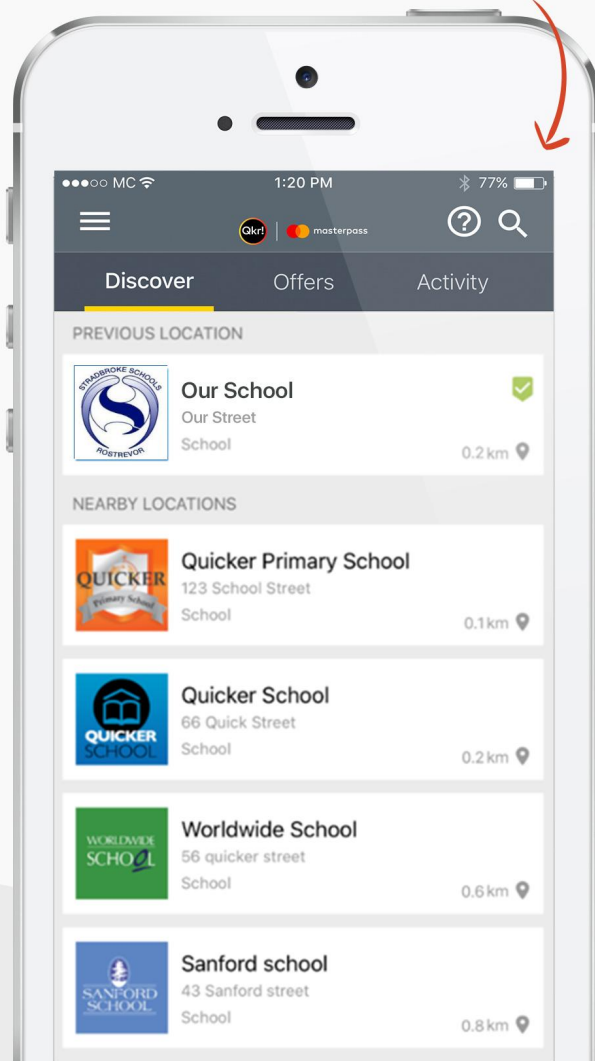 MC
1:20 PM
77%
Qkr!
masterpass
?
Discover
Offers
Activity
PREVIOUS LOCATION
STRADBROKE SCHOOLS
S
ROSTREVOR
Our School
Our Street
School
0.2 km
NEARBY LOCATIONS
QUICKER
Primary School
Quicker Primary School
123 School Street
School
0.1 km
QUICKER
SCHOOL
Quicker School
66 Quick Street
School
0.2 km
WORLDWIDE
SCHOOL
Worldwide School
56 quicker street
School
0.6 km
SANFORD
SCHOOL
Sanford school
43 Sanford street
School
0.8 km